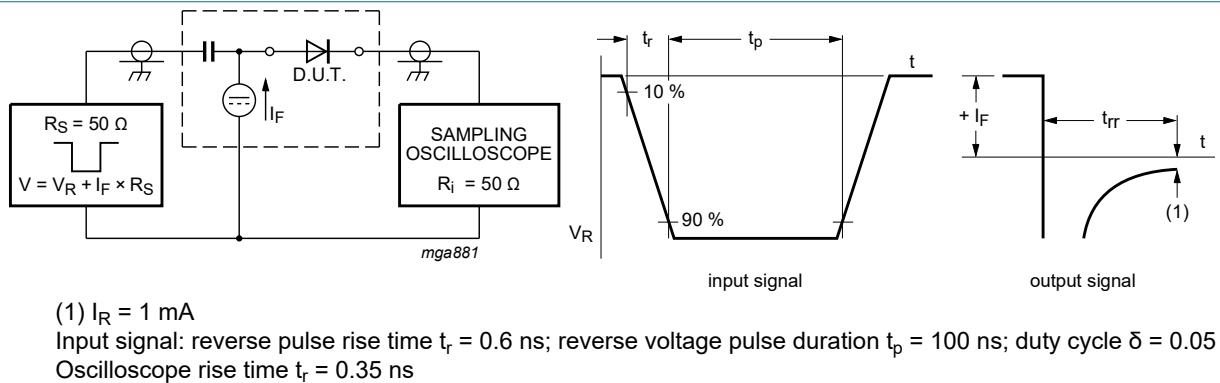 D.U.T.
I_F
R_S = 50 Ω
V = V_R + I_F × R_S
SAMPLING
OSCILLOSCOPE
R_i = 50 Ω
mga881
t_r
t_p
t
10 %
90 %
V_R
input signal
+ I_F
t_rr
t
(1)
output signal
(1) I_R = 1 mA
Input signal: reverse pulse rise time t_r = 0.6 ns; reverse voltage pulse duration t_p = 100 ns; duty cycle δ = 0.05
Oscilloscope rise time t_r = 0.35 ns